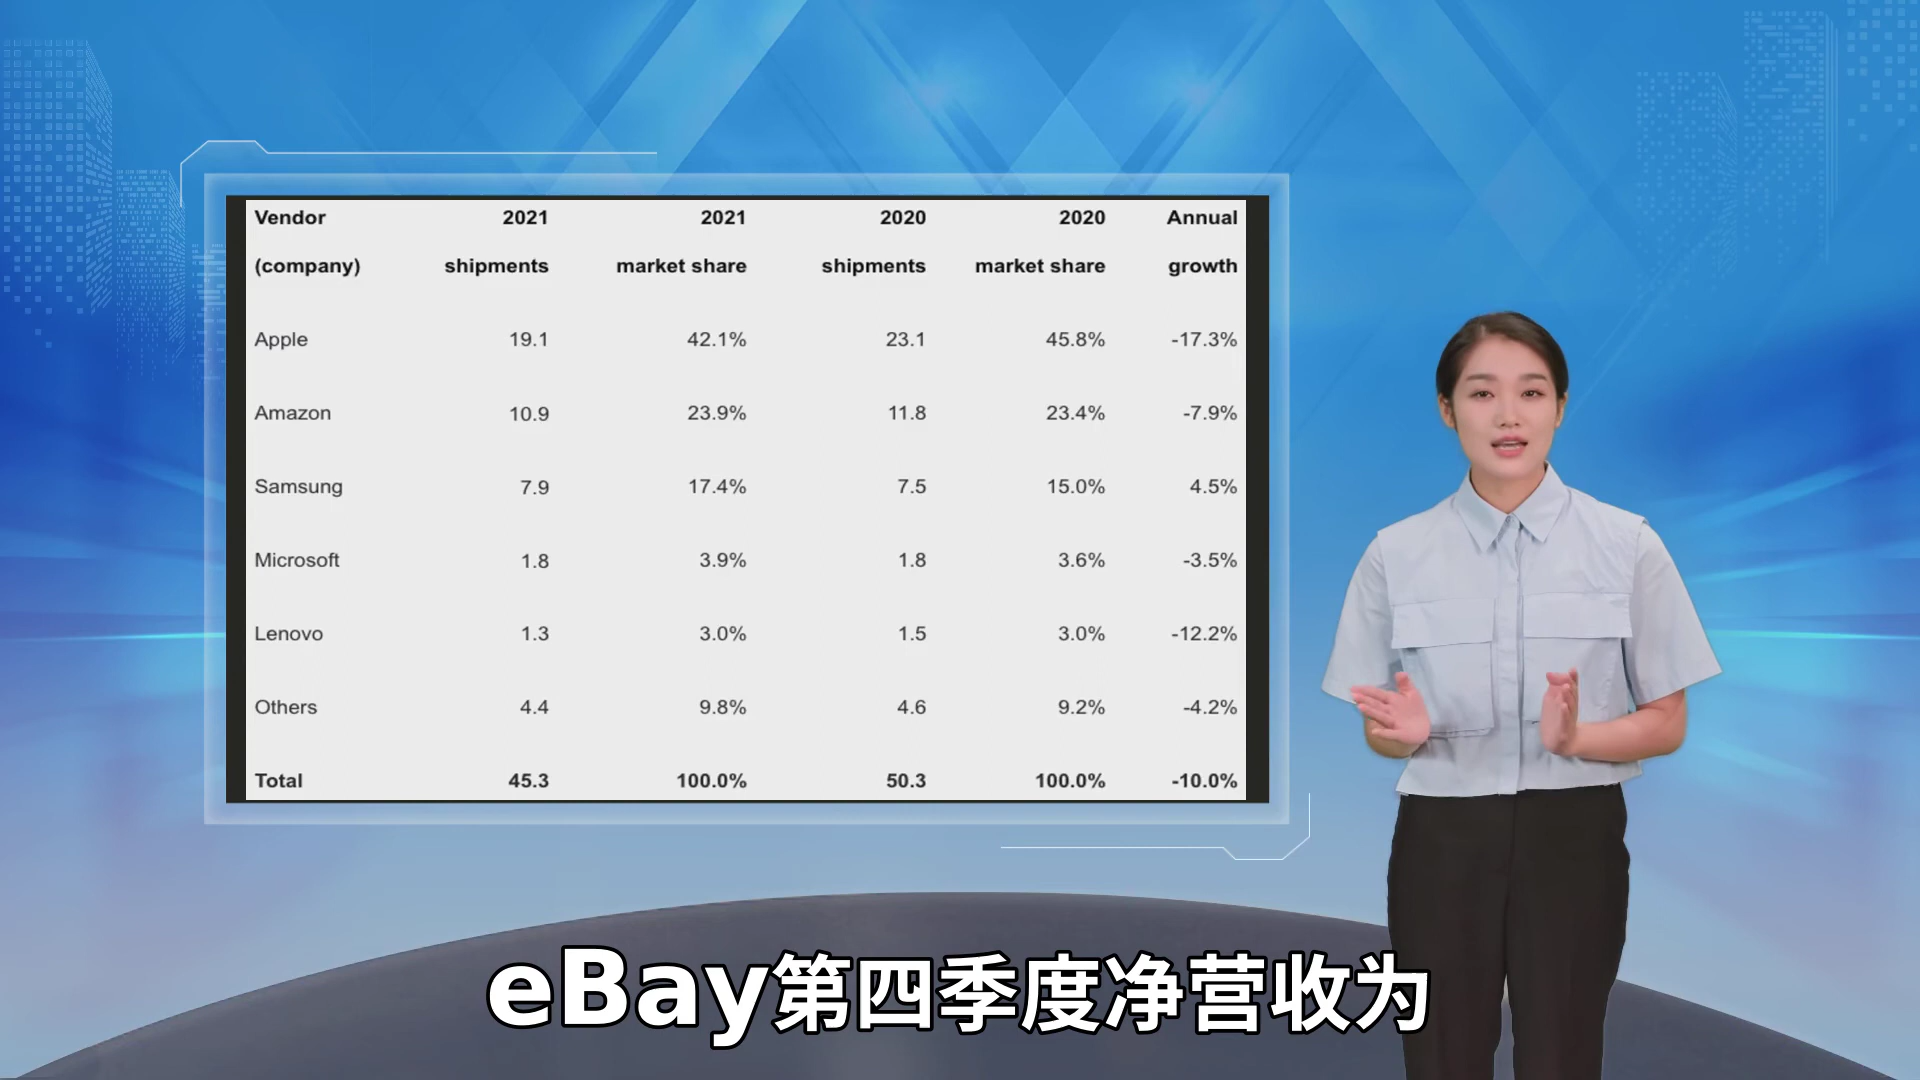 Vendor 2021 2021 2020 2020 Annual
(company) shipments market share shipments market share growth
Apple 19.1 42.1% 23.1 45.8% -17.3%
Amazon 10.9 23.9% 11.8 23.4% -7.9%
Samsung 7.9 17.4% 7.5 15.0% 4.5%
Microsoft 1.8 3.9% 1.8 3.6% -3.5%
Lenovo 1.3 3.0% 1.5 3.0% -12.2%
Others 4.4 9.8% 4.6 9.2% -4.2%
Total 45.3 100.0% 50.3 100.0% -10.0%
eBay第四季度净营收为